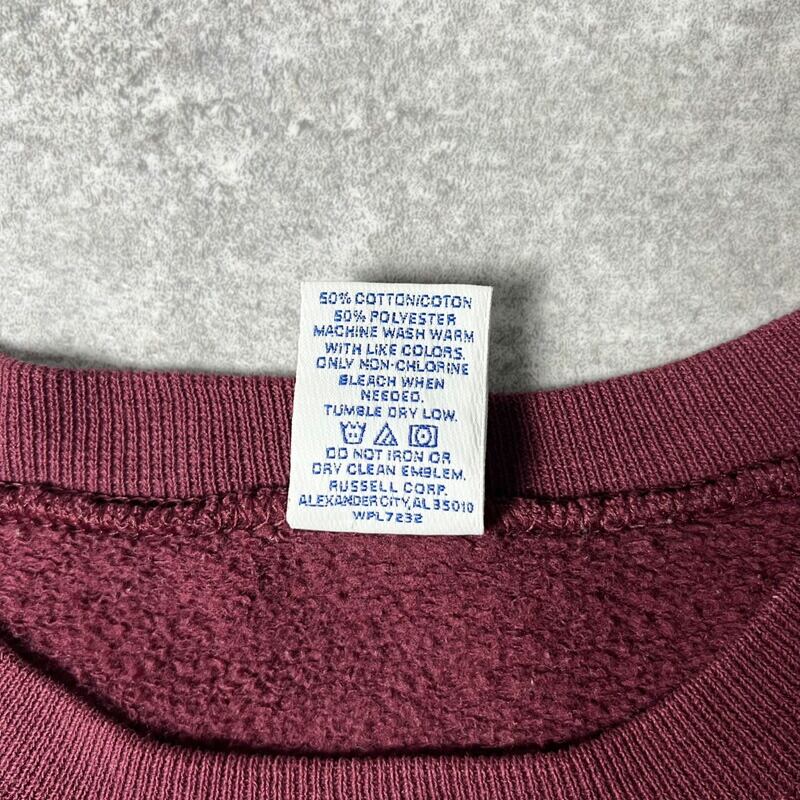 50% COTTON/COTON
50% POLYESTER
MACHINE WASH WARM
WITH LIKE COLORS.
ONLY NON-CHLORINE
BLEACH WHEN
NEEDED.
TUMBLE DRY LOW.
DO NOT IRON OR
DRY CLEAN EMBLEM.
RUSSELL CORP.
ALEXANDER CITY, AL 35010
WPL7232